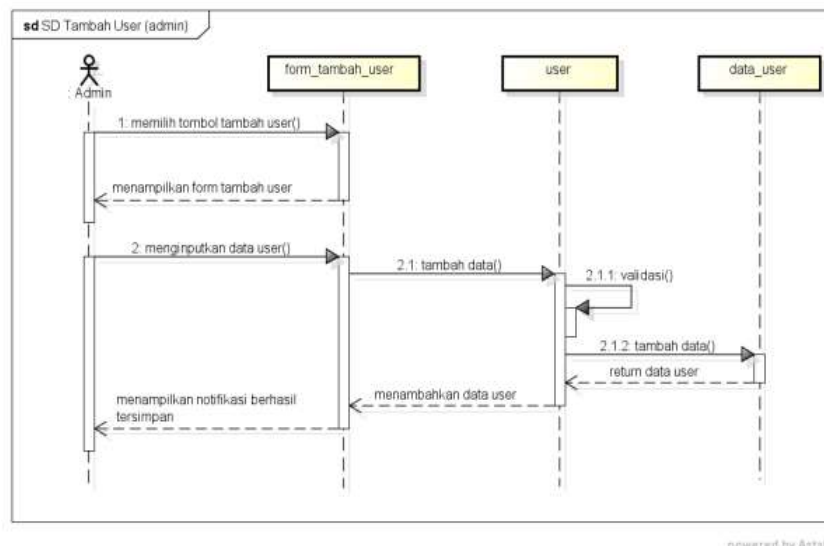 sd SD Tambah User (admin)
form_tambah_user
user
data_user
: Admin
1: memilih tombol tambah user()
menampilkan form tambah user
2: menginputkan data user()
2.1: tambah data()
2.1.1: validasi()
2.1.2: tambah data()
return data user
menambahkan data user
menampilkan notifikasi berhasil
tersimpan
powered by